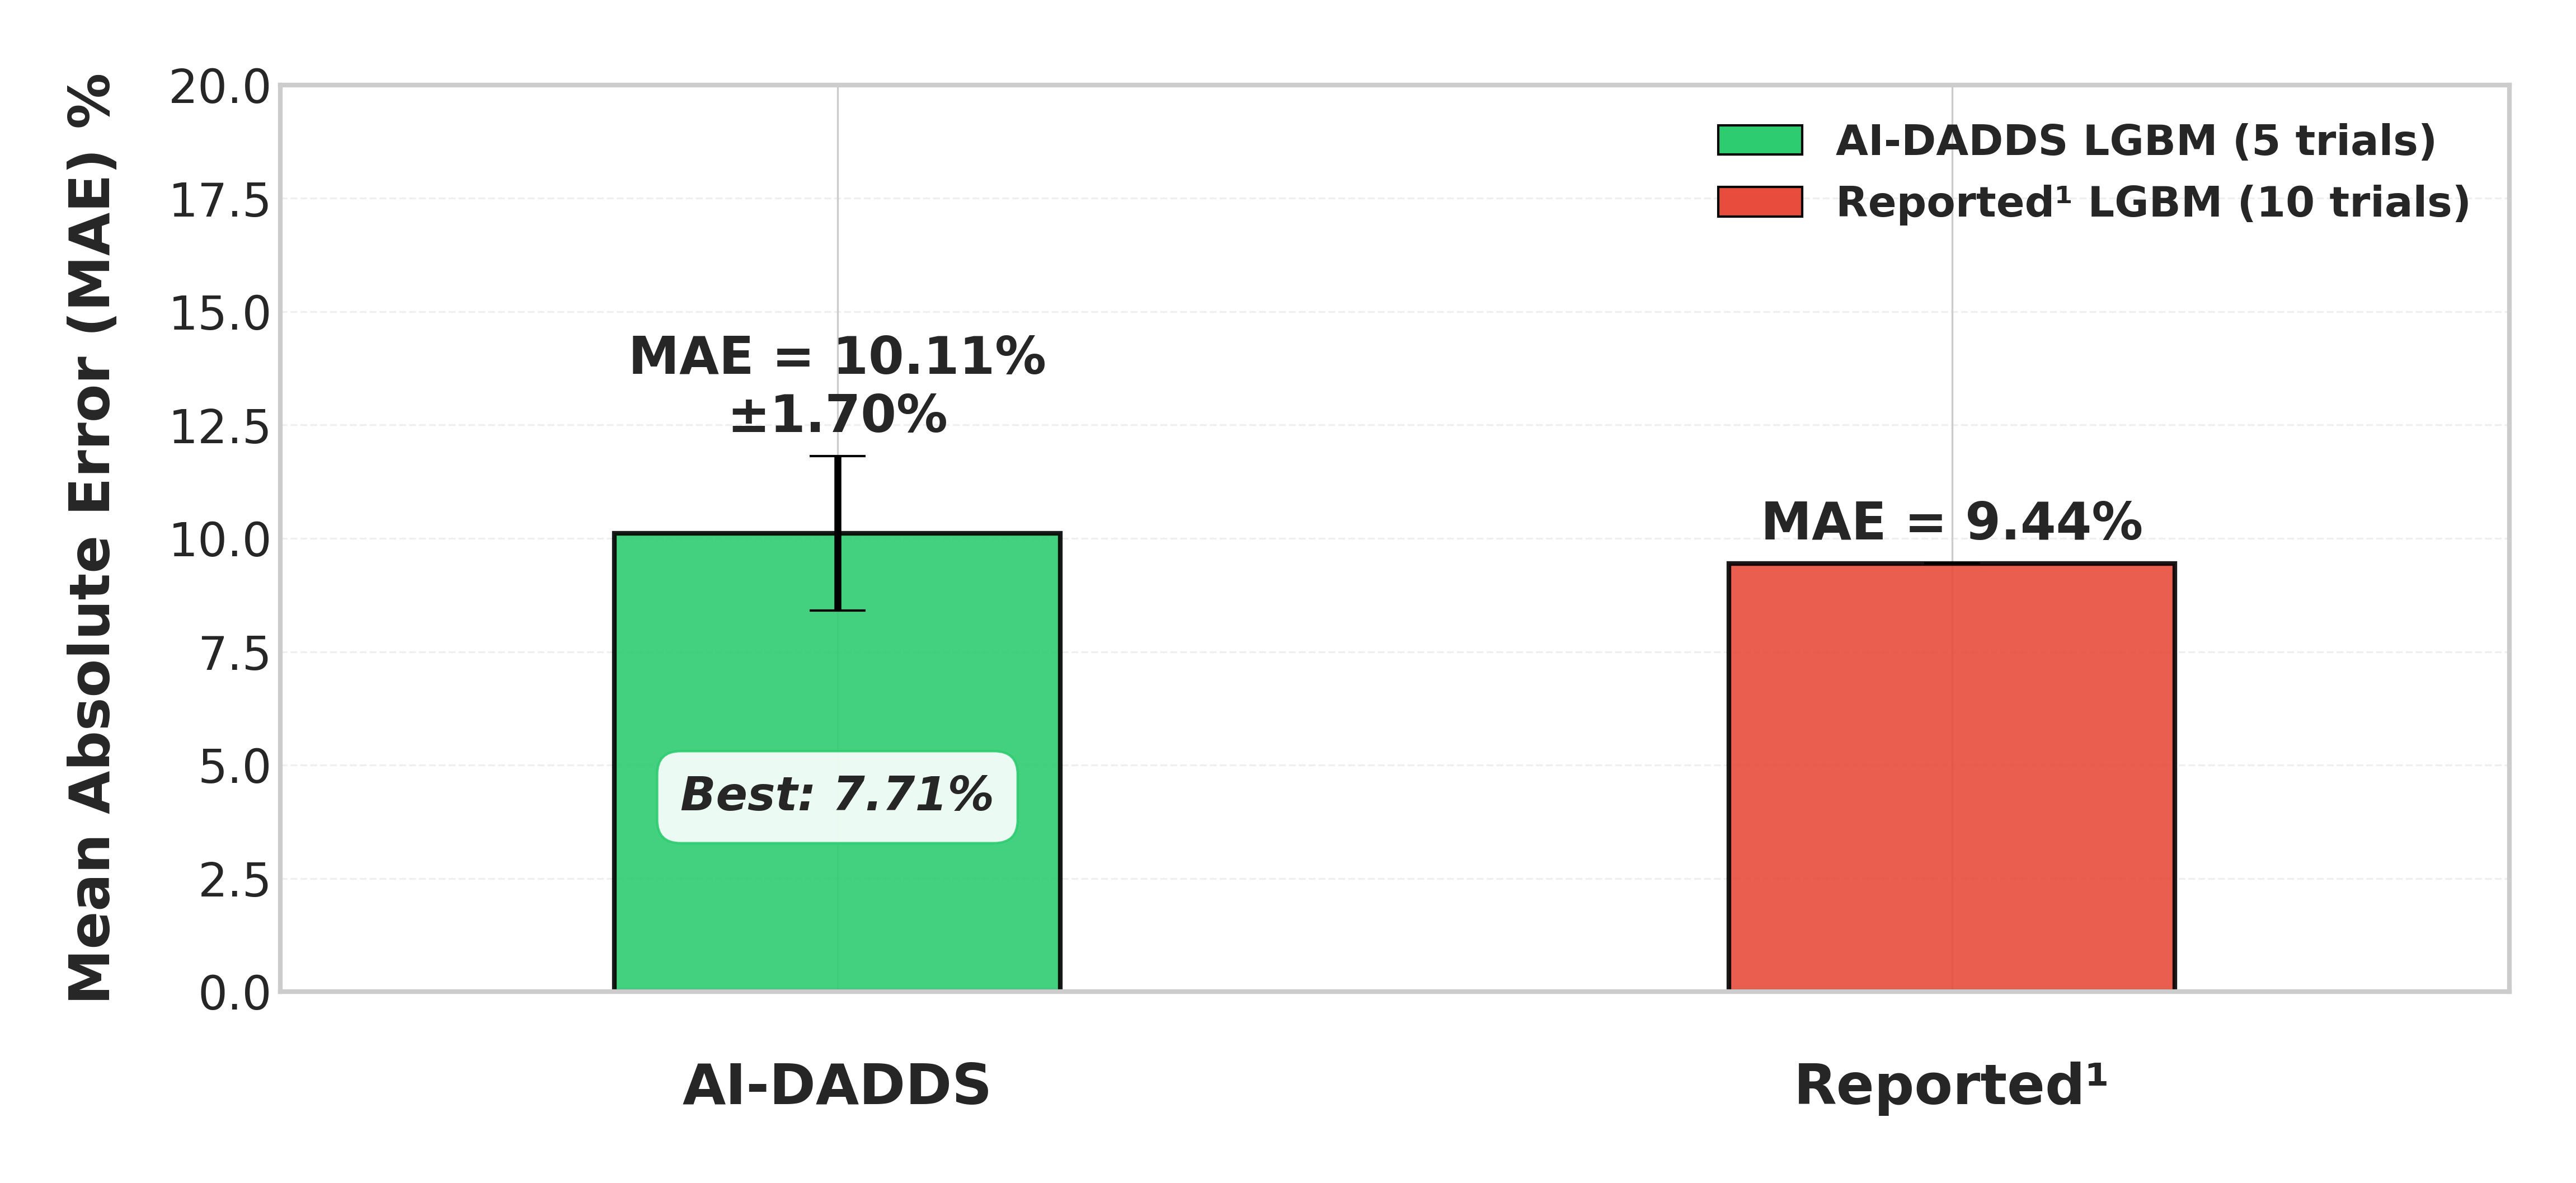 Mean Absolute Error (MAE) %
20.0
17.5
15.0
12.5
10.0
7.5
5.0
2.5
0.0
AI-DADDS LGBM (5 trials)
Reported¹ LGBM (10 trials)
MAE = 10.11%
±1.70%
MAE = 9.44%
Best: 7.71%
AI-DADDS
Reported¹